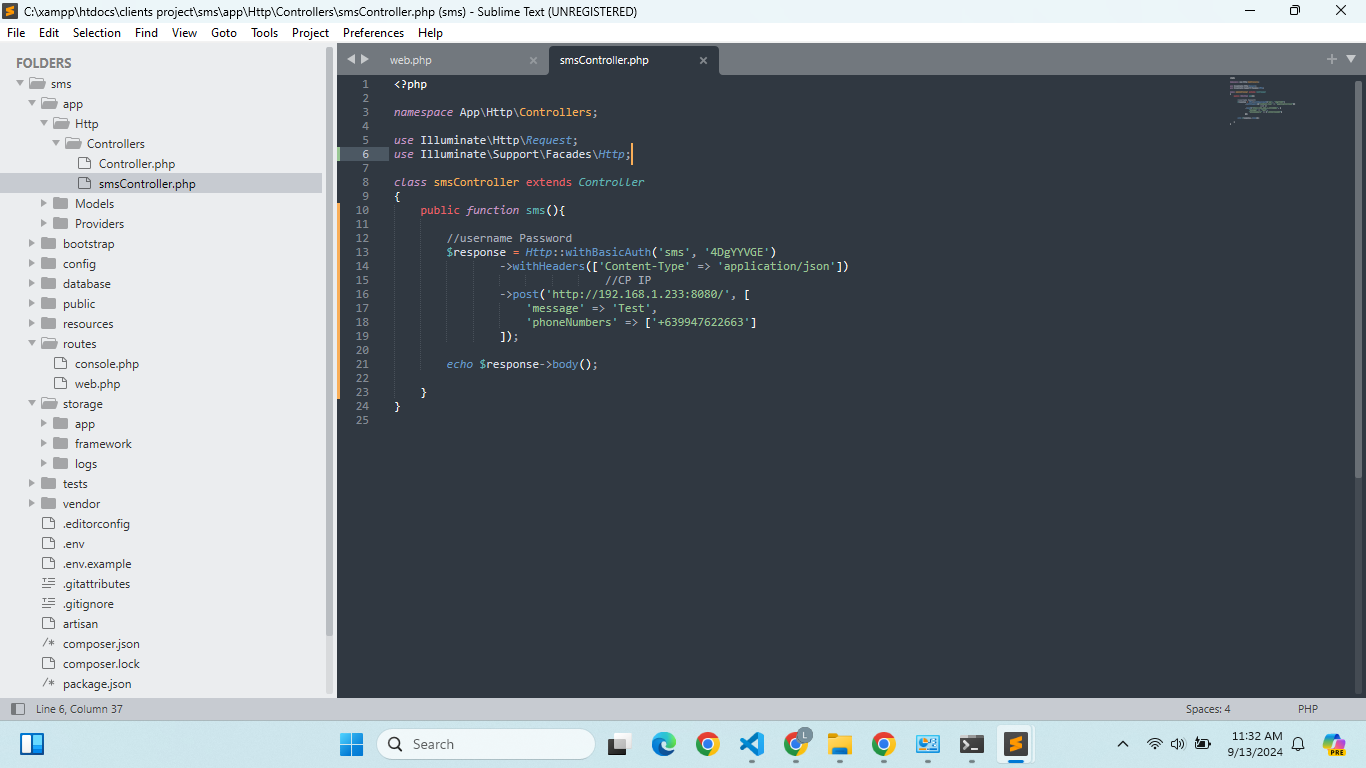 C:\xampp\htdocs\clients project\sms\app\Http\Controllers\smsController.php (sms) - Sublime Text (UNREGISTERED)
File Edit Selection Find View Goto Tools Project Preferences Help
FOLDERS
sms
app
Http
Controllers
Controller.php
smsController.php
Models
Providers
bootstrap
config
database
public
resources
routes
console.php
web.php
storage
app
framework
logs
tests
vendor
.editorconfig
.env
.env.example
.gitattributes
.gitignore
artisan
/* composer.json
composer.lock
/* package.json
web.php × smsController.php ×
1 <?php
2
3 namespace App\Http\Controllers;
4
5 use Illuminate\Http\Request;
6 use Illuminate\Support\Facades\Http;
7
8 class smsController extends Controller
9 {
10 public function sms(){
11
12 //username Password
13 $response = Http::withBasicAuth('sms', '4DgYYVGE')
14 ->withHeaders(['Content-Type' => 'application/json'])
15 //CP IP
16 ->post('http://192.168.1.233:8080/', [
17 'message' => 'Test',
18 'phoneNumbers' => ['+639947622663']
19 ]);
20
21 echo $response->body();
22
23 }
24 }
25
Line 6, Column 37
Spaces: 4
PHP
Search
L
11:32 AM
9/13/2024
PRE